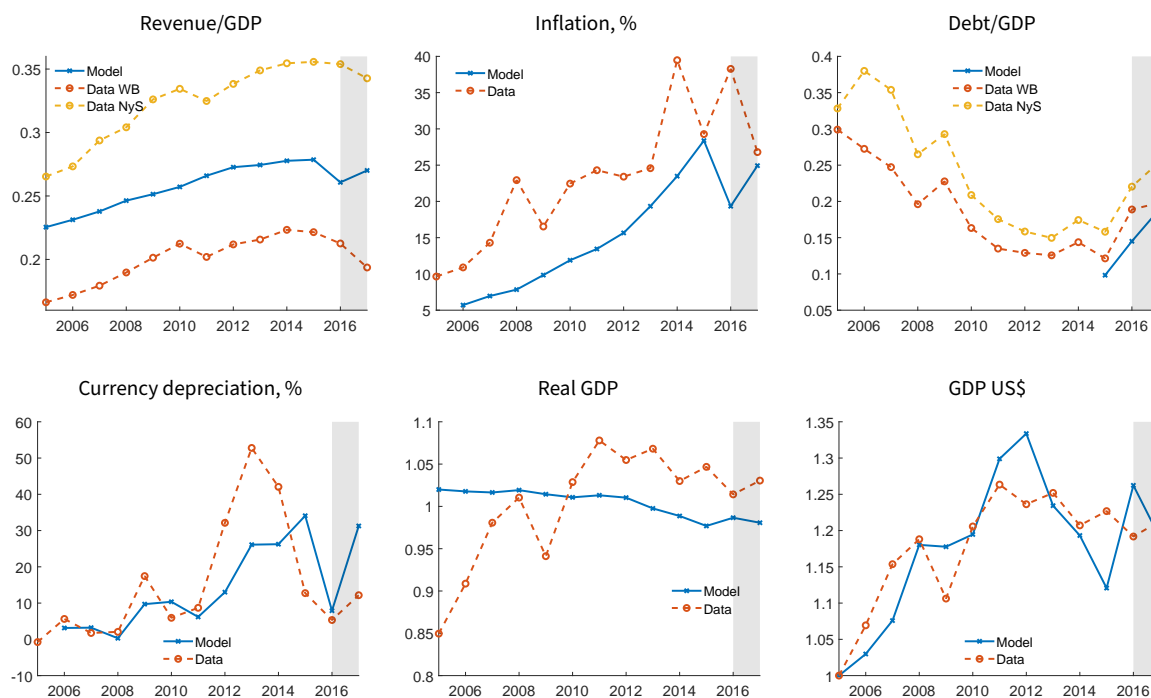 Revenue/GDP
0.35
0.3
0.25
0.2
Model
Data WB
Data NyS
2006 2008 2010 2012 2014 2016
Inflation, %
40
35
30
25
20
15
10
5
Model
Data
2006 2008 2010 2012 2014 2016
Debt/GDP
0.4
0.35
0.3
0.25
0.2
0.15
0.1
0.05
Model
Data WB
Data NyS
2006 2008 2010 2012 2014 2016
Currency depreciation, %
60
50
40
30
20
10
0
-10
Model
Data
2006 2008 2010 2012 2014 2016
Real GDP
1.1
1.05
1
0.95
0.9
0.85
0.8
Model
Data
2006 2008 2010 2012 2014 2016
GDP US$
1.35
1.3
1.25
1.2
1.15
1.1
1.05
1
Model
Data
2006 2008 2010 2012 2014 2016